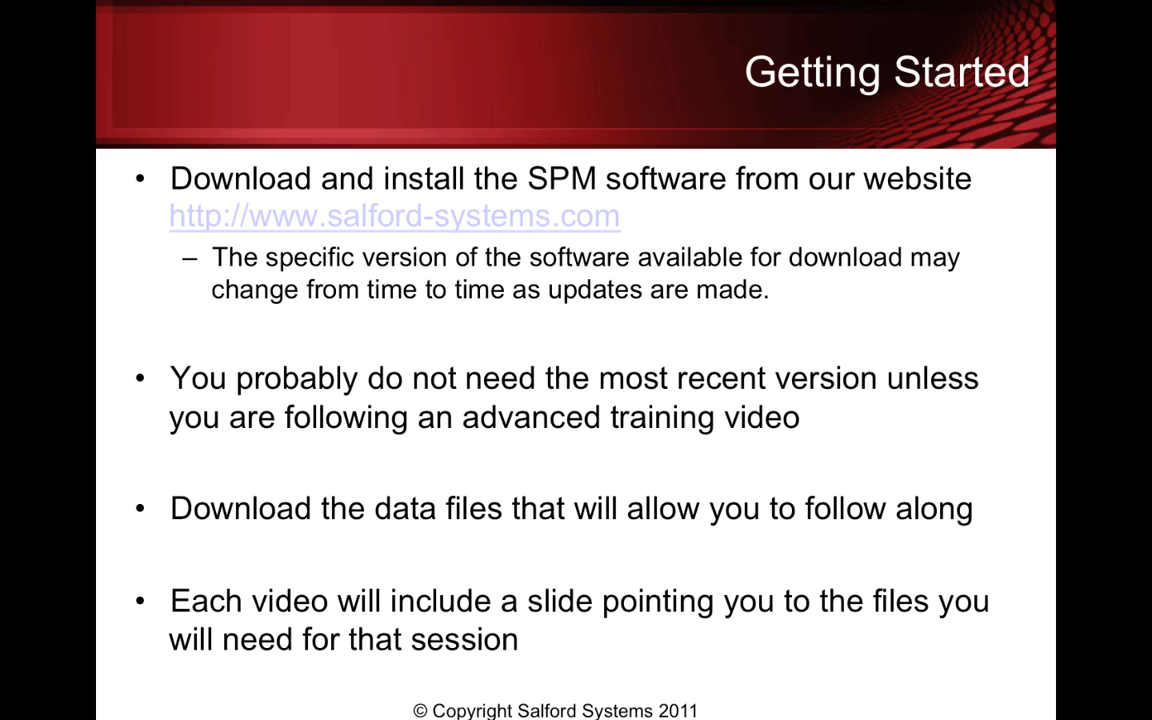 Getting Started
• Download and install the SPM software from our website
http://www.salford-systems.com
– The specific version of the software available for download may
change from time to time as updates are made.
• You probably do not need the most recent version unless
you are following an advanced training video
• Download the data files that will allow you to follow along
• Each video will include a slide pointing you to the files you
will need for that session
© Copyright Salford Systems 2011